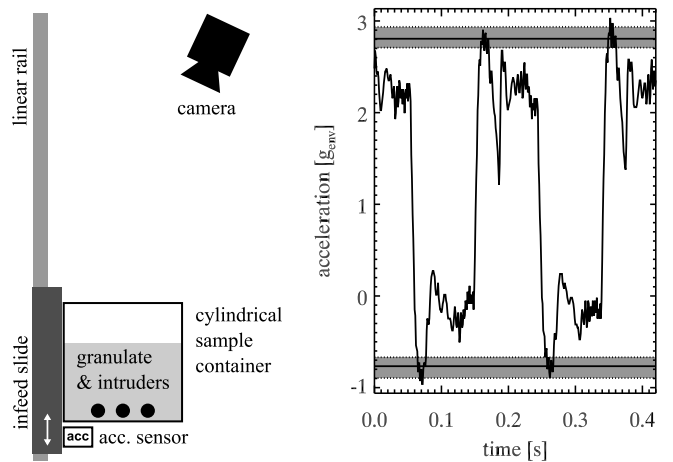 linear rail
camera
cylindrical
sample
container
infeed slide
granulate
& intruders
acc
acc. sensor
acceleration [g_env]
3
2
1
0
-1
0.0 0.1 0.2 0.3 0.4
time [s]